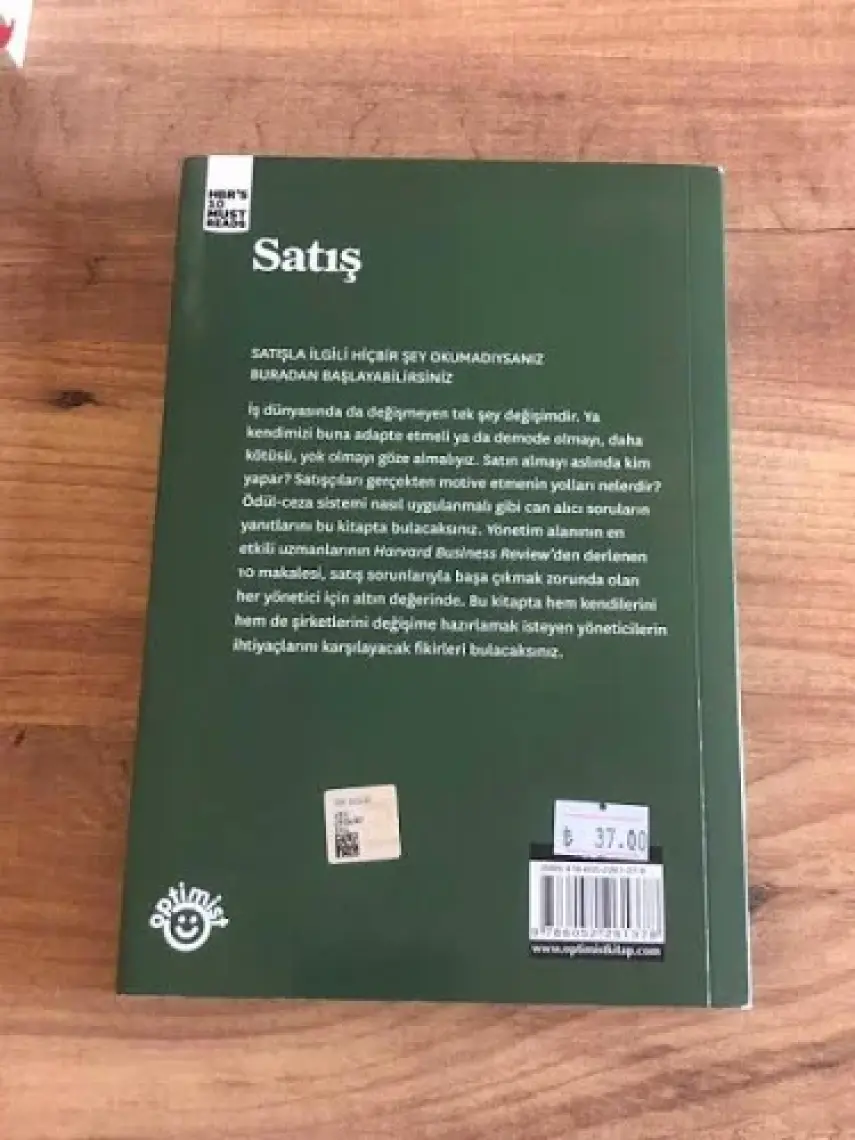 HBR'S
10
MUST
READS
Satış
SATIŞLA İLGİLİ HİÇBİR ŞEY OKUMADIYSANIZ
BURADAN BAŞLAYABİLİRSİNİZ
İş dünyasında da değişmeyen tek şey değişimdir. Ya
kendimizi buna adapte etmeli ya da demode olmayı, daha
kötüsü, yok olmayı göze almalıyız. Satın almayı aslında kim
yapar? Satışçıları gerçekten motive etmenin yolları nelerdir?
Ödül-ceza sistemi nasıl uygulanmalı gibi can alıcı soruların
yanıtlarını bu kitapta bulacaksınız. Yönetim alanının en
etkili uzmanlarının Harvard Business Review'den derlenen
10 makalesi, satış sorunlarıyla başa çıkmak zorunda olan
her yönetici için altın değerinde. Bu kitapta hem kendilerini
hem de şirketlerini değişime hazırlamak isteyen yöneticilerin
ihtiyaçlarını karşılayacak fikirleri bulacaksınız.
₺ 37.00
optimist
9 786052 291378
www.optimistkitap.com